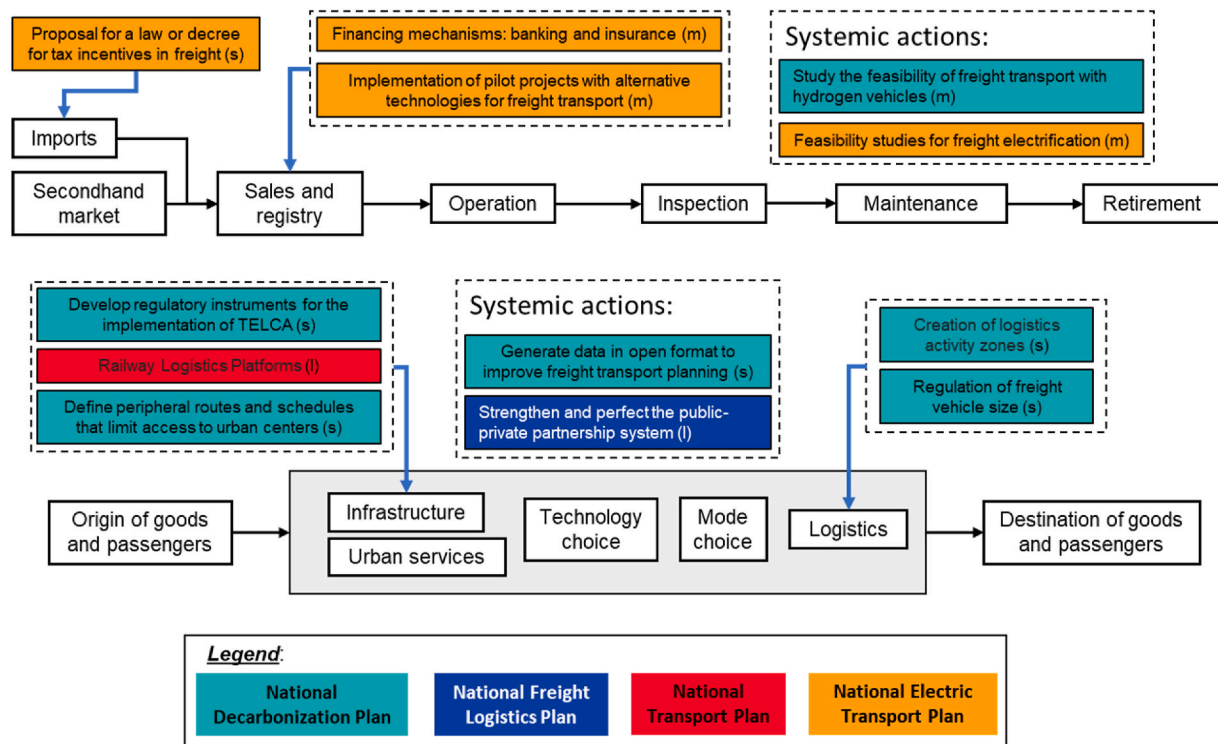 Proposal for a law or decree
for tax incentives in freight (s)
Financing mechanisms: banking and insurance (m)
Implementation of pilot projects with alternative
technologies for freight transport (m)
Systemic actions:
Study the feasibility of freight transport with
hydrogen vehicles (m)
Feasibility studies for freight electrification (m)
Imports
Secondhand
market
Sales and
registry
Operation
Inspection
Maintenance
Retirement
Develop regulatory instruments for the
implementation of TELCA (s)
Railway Logistics Platforms (l)
Define peripheral routes and schedules
that limit access to urban centers (s)
Systemic actions:
Generate data in open format to
improve freight transport planning (s)
Strengthen and perfect the public-
private partnership system (l)
Creation of logistics
activity zones (s)
Regulation of freight
vehicle size (s)
Origin of goods
and passengers
Infrastructure
Urban services
Technology
choice
Mode
choice
Logistics
Destination of goods
and passengers
Legend:
National
Decarbonization Plan
National Freight
Logistics Plan
National
Transport Plan
National Electric
Transport Plan